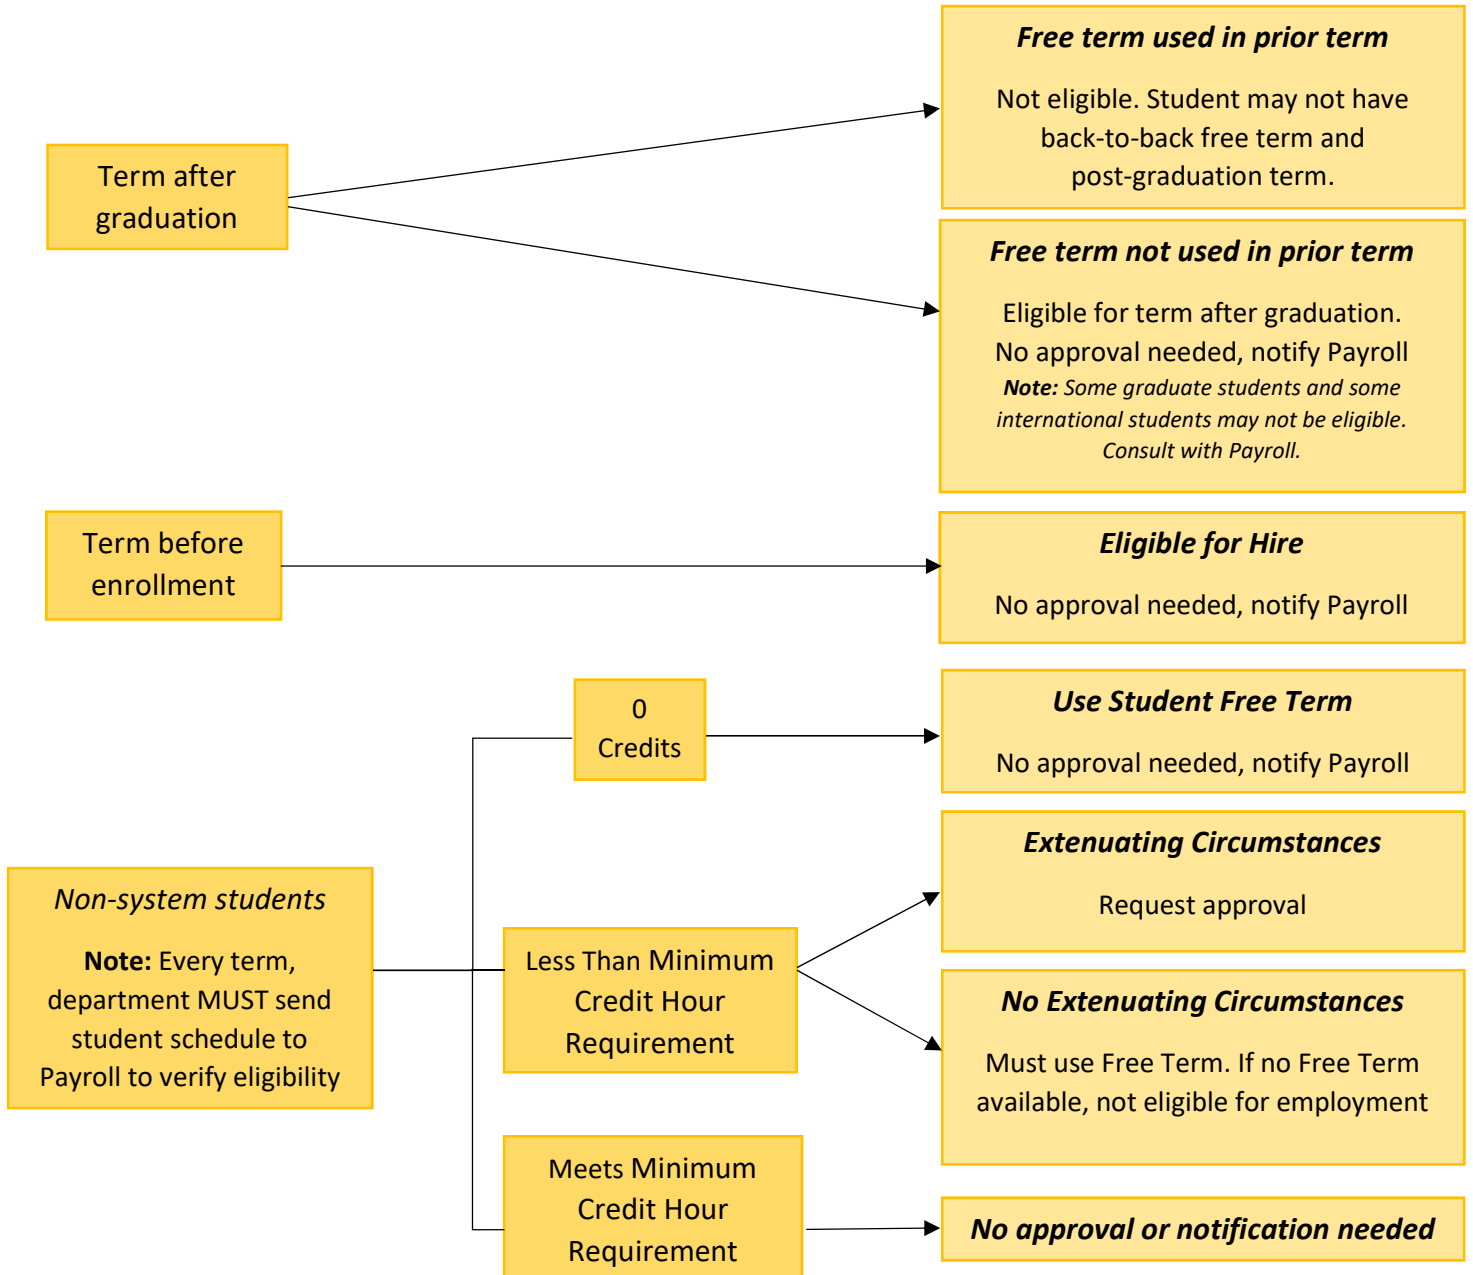 Term after
graduation
Free term used in prior term
Not eligible. Student may not have
back-to-back free term and
post-graduation term.
Free term not used in prior term
Eligible for term after graduation.
No approval needed, notify Payroll
Note: Some graduate students and some
international students may not be eligible.
Consult with Payroll.
Term before
enrollment
Eligible for Hire
No approval needed, notify Payroll
Non-system students
Note: Every term,
department MUST send
student schedule to
Payroll to verify eligibility
0
Credits
Use Student Free Term
No approval needed, notify Payroll
Less Than Minimum
Credit Hour
Requirement
Extenuating Circumstances
Request approval
No Extenuating Circumstances
Must use Free Term. If no Free Term
available, not eligible for employment
Meets Minimum
Credit Hour
Requirement
No approval or notification needed